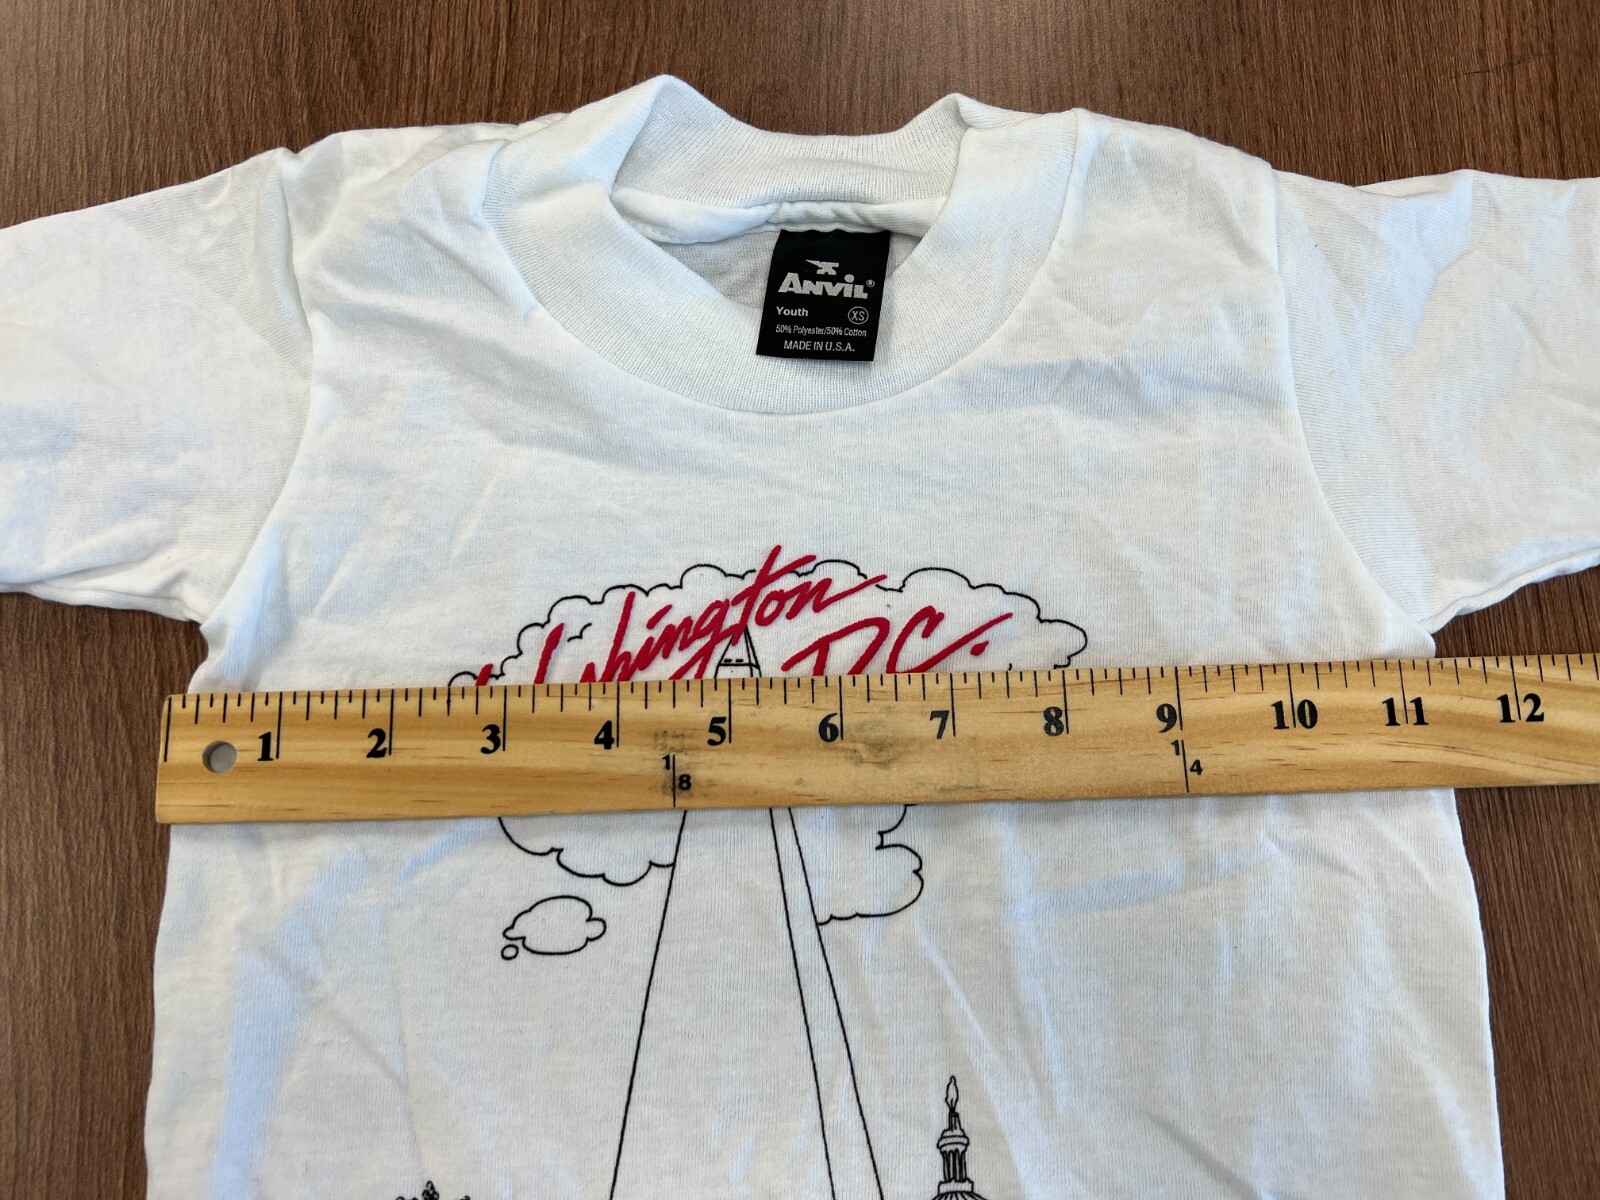 ANVIL®
Youth XS
50% Polyester/50% Cotton
MADE IN U.S.A.
Washington
D.C.
1 2 3 4 5 6 7 8 9 10 11 12
1/8 1/4